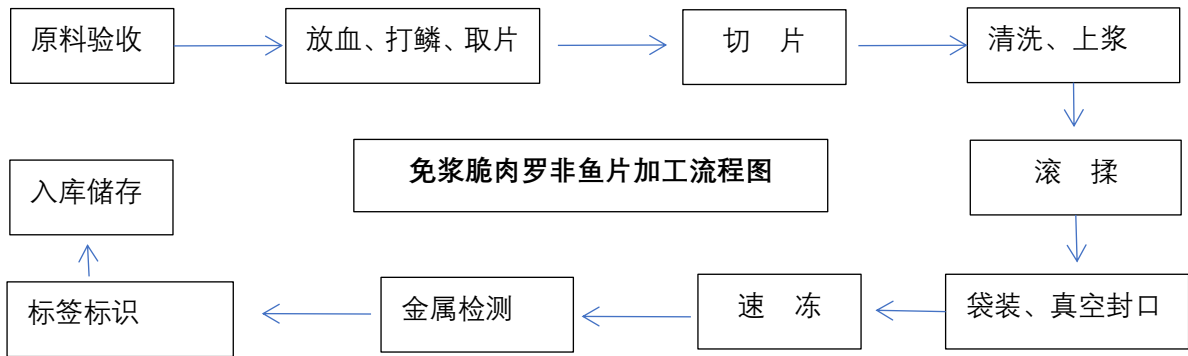 原料验收
放血、打鳞、取片
切 片
清洗、上浆
免浆脆肉罗非鱼片加工流程图
滚 揉
入库储存
袋装、真空封口
速 冻
金属检测
标签标识